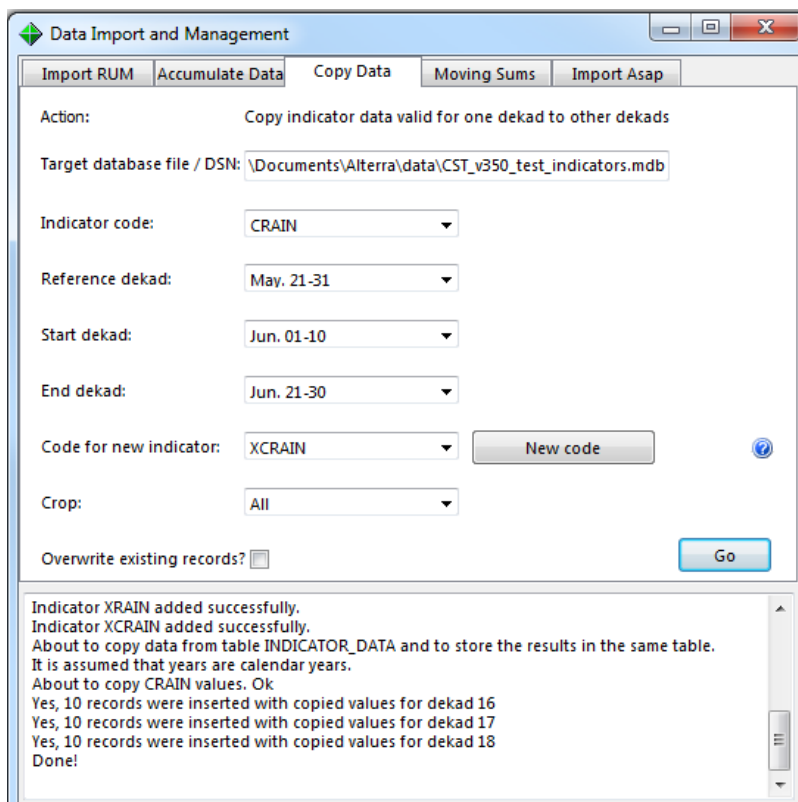 Data Import and Management
Import RUM Accumulate Data Copy Data Moving Sums Import Asap
Action: Copy indicator data valid for one dekad to other dekads
Target database file / DSN: \Documents\Alterra\data\CST_v350_test_indicators.mdb
Indicator code: CRAIN
Reference dekad: May. 21-31
Start dekad: Jun. 01-10
End dekad: Jun. 21-30
Code for new indicator: XCRAIN New code
Crop: All
Overwrite existing records? Go
Indicator XRAIN added successfully.
Indicator XCRAIN added successfully.
About to copy data from table INDICATOR_DATA and to store the results in the same table.
It is assumed that years are calendar years.
About to copy CRAIN values. Ok
Yes, 10 records were inserted with copied values for dekad 16
Yes, 10 records were inserted with copied values for dekad 17
Yes, 10 records were inserted with copied values for dekad 18
Done!